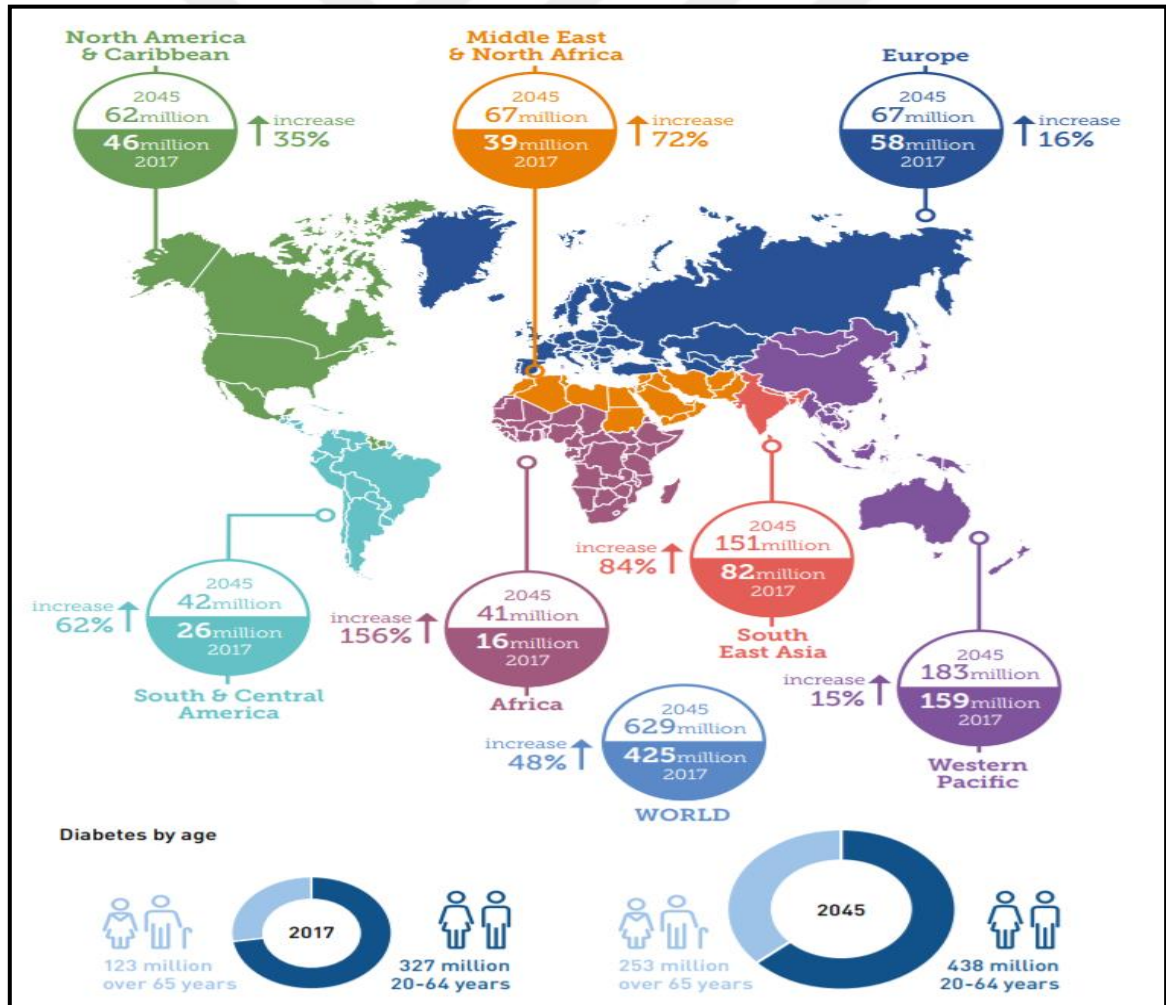 North America
& Caribbean
2045
62million
46million
2017
increase
35%
Middle East
& North Africa
2045
67million
39million
2017
increase
72%
Europe
2045
67million
58million
2017
increase
16%
2045
42million
26million
2017
increase
62%
South & Central
America
2045
41million
16million
2017
increase
156%
Africa
2045
151million
82million
2017
increase
84%
South
East Asia
2045
183million
159million
2017
increase
15%
Western
Pacific
2045
629million
425million
2017
increase
48%
WORLD
Diabetes by age
2017
123 million
over 65 years
327 million
20-64 years
2045
253 million
over 65 years
438 million
20-64 years